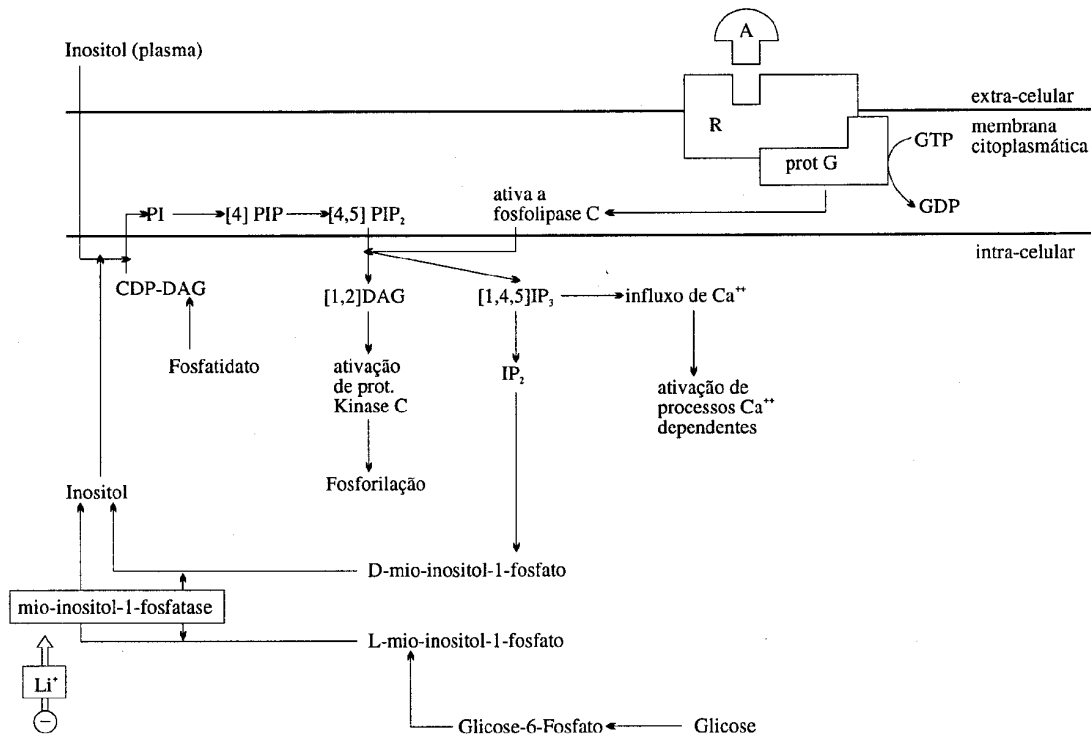 A
Inositol (plasma)
extra-celular
R
membrana
citoplasmática
GTP
prot G
GDP
ativa a
fosfolipase C
PI
[4] PIP
[4,5] PIP₂
intra-celular
CDP-DAG
[1,2]DAG
[1,4,5]IP₃
influxo de Ca⁺⁺
Fosfatidato
ativação
de prot.
Kinase C
IP₂
ativação de
processos Ca⁺⁺
dependentes
Inositol
Fosforilação
D-mio-inositol-1-fosfato
mio-inositol-1-fosfatase
L-mio-inositol-1-fosfato
Li⁺
−
Glicose-6-Fosfato
Glicose